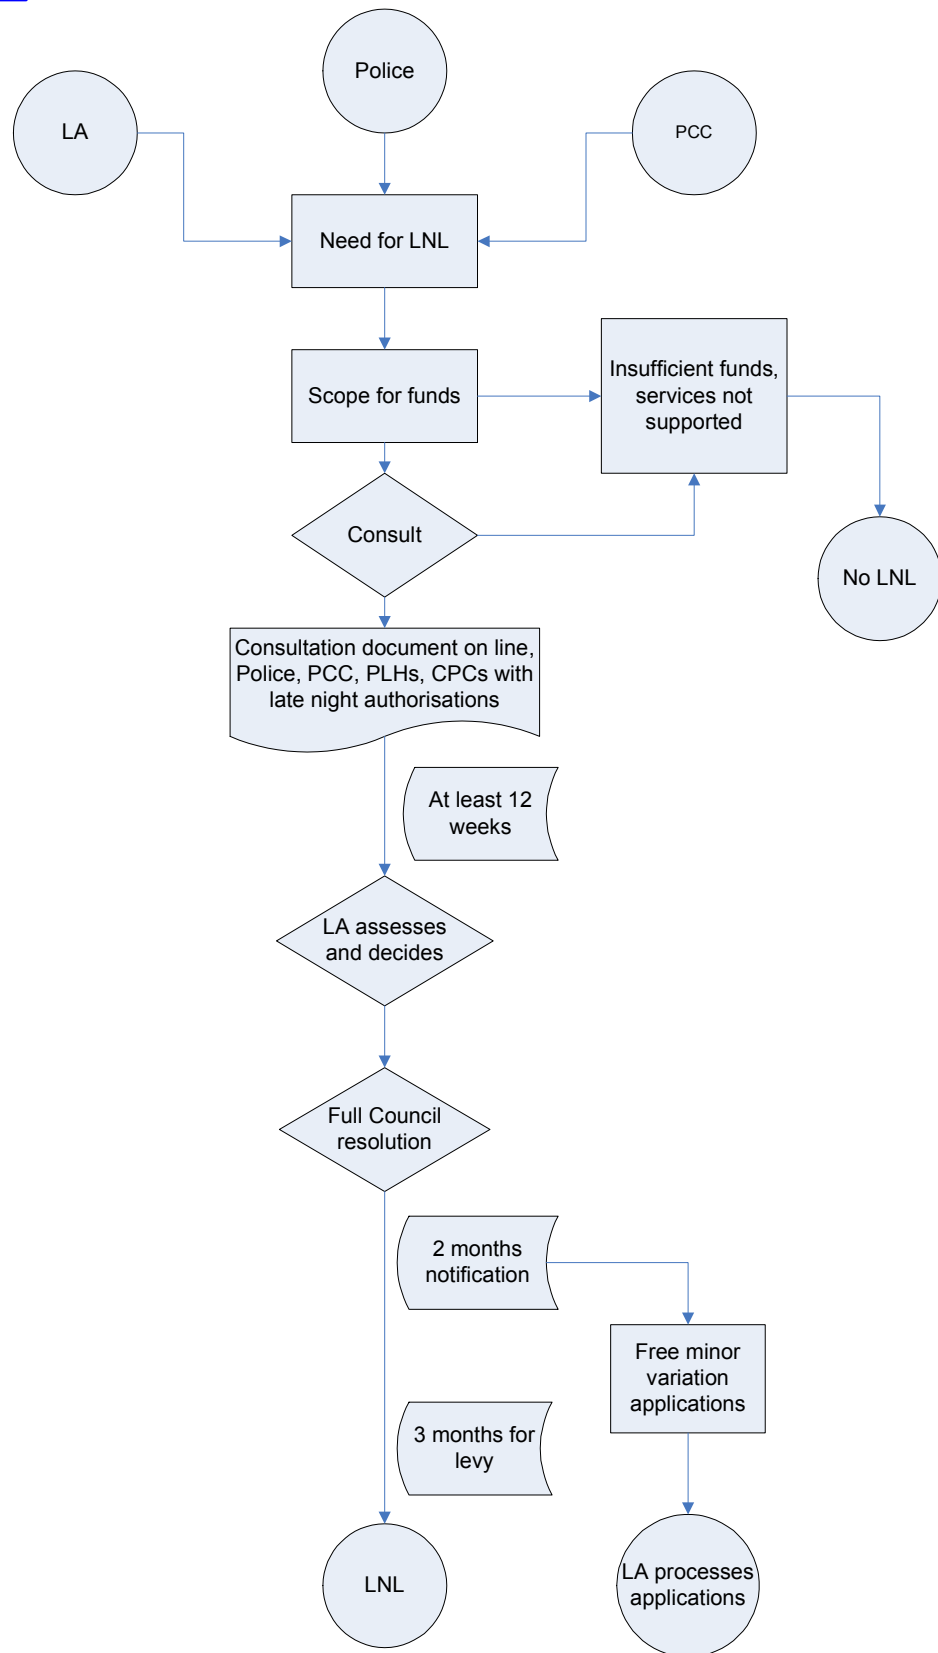 Police
LA
PCC
Need for LNL
Scope for funds
Insufficient funds,
services not
supported
Consult
No LNL
Consultation document on line,
Police, PCC, PLHs, CPCs with
late night authorisations
At least 12
weeks
LA assesses
and decides
Full Council
resolution
2 months
notification
Free minor
variation
applications
3 months for
levy
LNL
LA processes
applications